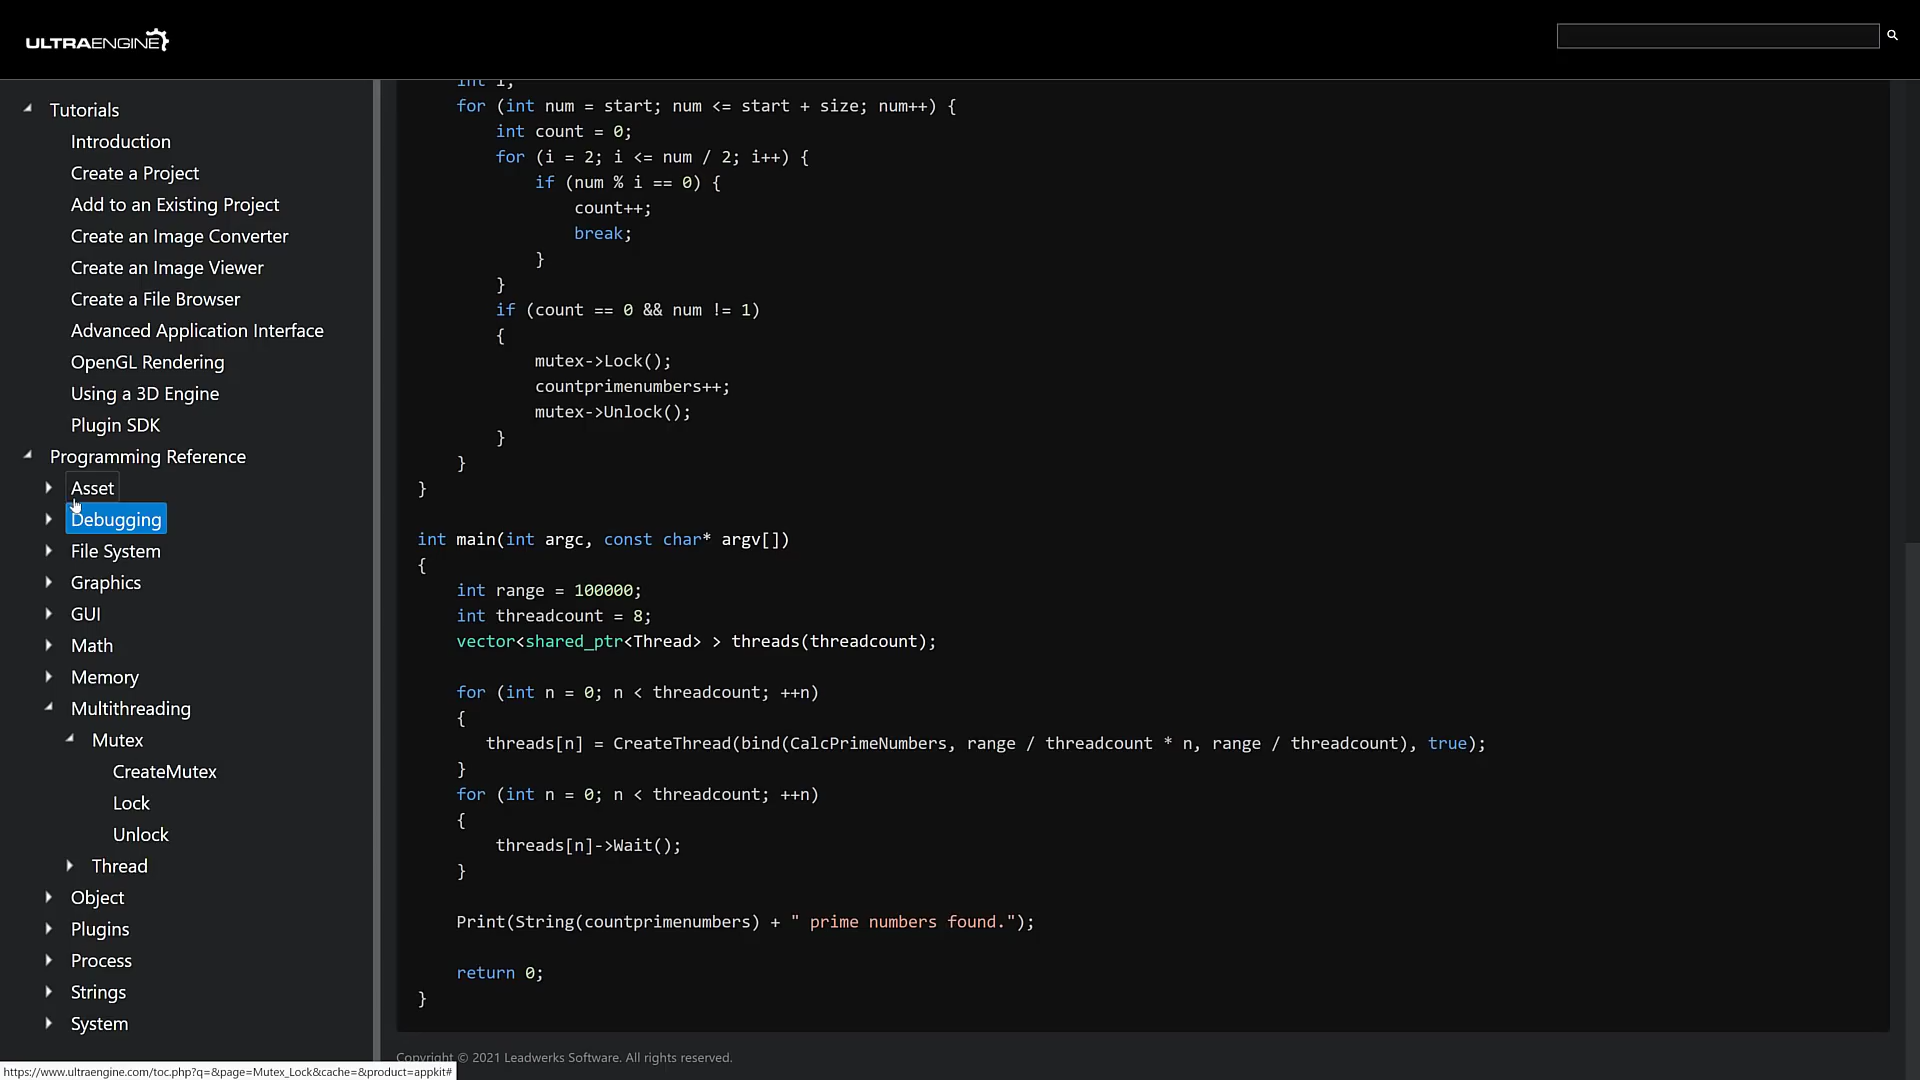 ULTRAENGINE
Tutorials
Introduction
Create a Project
Add to an Existing Project
Create an Image Converter
Create an Image Viewer
Create a File Browser
Advanced Application Interface
OpenGL Rendering
Using a 3D Engine
Plugin SDK
Programming Reference
Asset
Debugging
File System
Graphics
GUI
Math
Memory
Multithreading
Mutex
CreateMutex
Lock
Unlock
Thread
Object
Plugins
Process
Strings
System
int i;
for (int num = start; num <= start + size; num++) {
int count = 0;
for (i = 2; i <= num / 2; i++) {
if (num % i == 0) {
count++;
break;
}
}
if (count == 0 && num != 1)
{
mutex->Lock();
countprimenumbers++;
mutex->Unlock();
}
}
}
int main(int argc, const char* argv[])
{
int range = 100000;
int threadcount = 8;
vector<shared_ptr<Thread> > threads(threadcount);
for (int n = 0; n < threadcount; ++n)
{
threads[n] = CreateThread(bind(CalcPrimeNumbers, range / threadcount * n, range / threadcount), true);
}
for (int n = 0; n < threadcount; ++n)
{
threads[n]->Wait();
}
Print(String(countprimenumbers) + " prime numbers found.");
return 0;
}
Copyright © 2021 Leadwerks Software. All rights reserved.
https://www.ultraengine.com/toc.php?q=&page=Mutex_Lock&cache=&product=appkit#